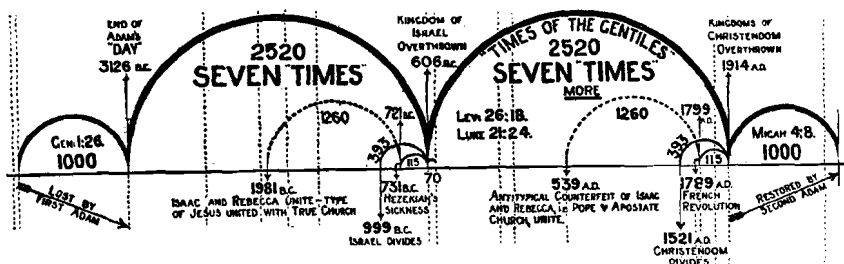 END OF
ADAM'S
"DAY"
3126 B.C.
2520
SEVEN "TIMES"
KINGDOM OF
ISRAEL
OVERTHROWN
606 B.C.
"TIMES OF THE GENTILES"
2520
SEVEN "TIMES"
MORE
KINGDOMS OF
CHRISTENDOM
OVERTHROWN
1914 A.D.
GEN. 1:26.
1000
1260
721 B.C.
393
115
70
LEV. 26:18.
LUKE 21:24.
1260
1799
A.D.
393
115
MICAH 4:8.
1000
LOST BY
FIRST ADAM
1981 B.C.
ISAAC AND REBECCA UNITE-TYPE
OF JESUS UNITED WITH TRUE CHURCH
731 B.C.
HEZEKIAH'S
SICKNESS
999 B.C.
ISRAEL DIVIDES
539 A.D.
ANTITYPICAL COUNTERFEIT OF ISAAC
AND REBECCA, IN POPE & APOSTATE
CHURCH, UNITE.
1789 A.D.
FRENCH
REVOLUTION
1521 A.D.
CHRISTENDOM
DIVIDES
RESTORED BY
SECOND ADAM